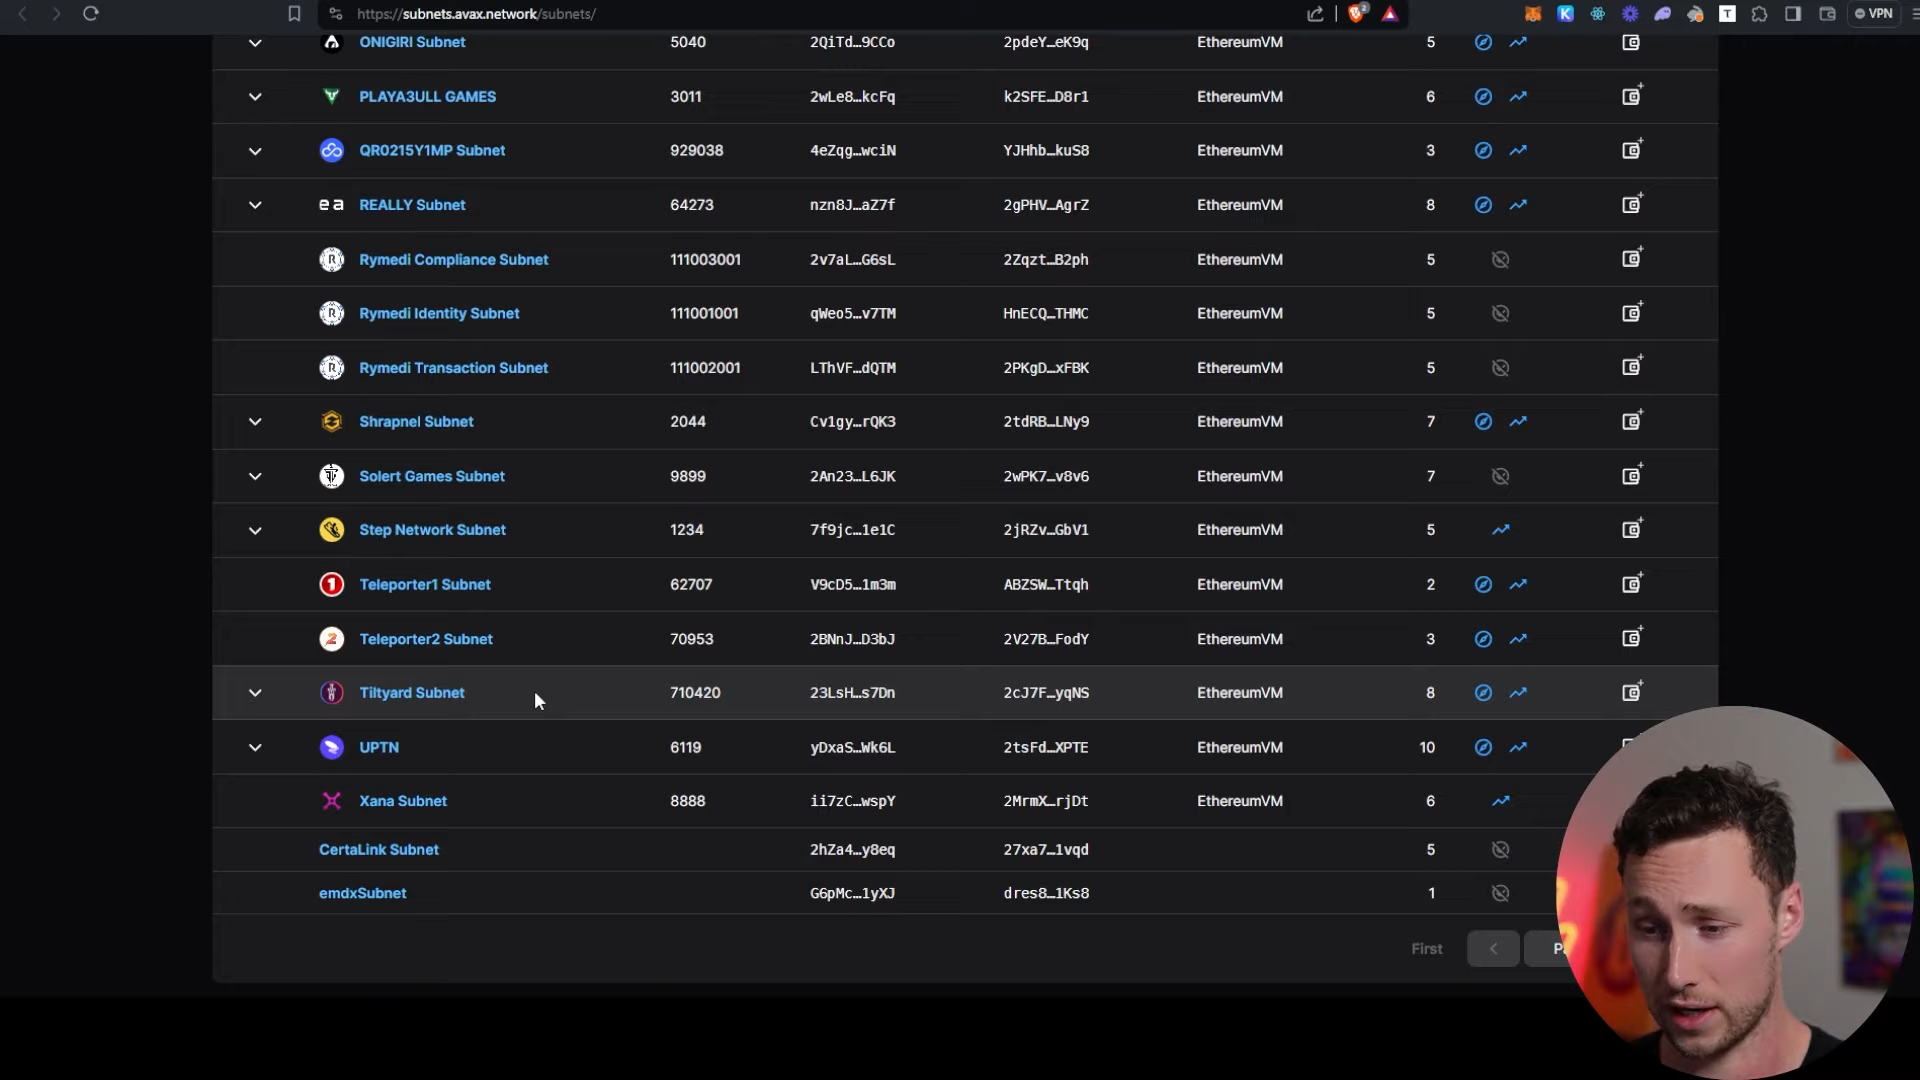 https://subnets.avax.network/subnets/
2
T
VPN
ONIGIRI Subnet 5040 2QiTd…9CCo 2pdeY…eK9q EthereumVM 5
PLAYA3ULL GAMES 3011 2wLe8…kcFq k2SFE…D8r1 EthereumVM 6
QR0215Y1MP Subnet 929038 4eZqg…wciN YJHhb…kuS8 EthereumVM 3
ea REALLY Subnet 64273 nzn8J…aZ7f 2gPHV…AgrZ EthereumVM 8
R Rymedi Compliance Subnet 111003001 2v7aL…G6sL 2Zqzt…B2ph EthereumVM 5
R Rymedi Identity Subnet 111001001 qWeo5…v7TM HnECQ…THMC EthereumVM 5
R Rymedi Transaction Subnet 111002001 LThVF…dQTM 2PKgD…xFBK EthereumVM 5
Shrapnel Subnet 2044 Cv1gy…rQK3 2tdRB…LNy9 EthereumVM 7
Solert Games Subnet 9899 2An23…L6JK 2wPK7…v8v6 EthereumVM 7
Step Network Subnet 1234 7f9jc…1e1C 2jRZv…GbV1 EthereumVM 5
1 Teleporter1 Subnet 62707 V9cD5…1m3m ABZSW…Ttqh EthereumVM 2
2 Teleporter2 Subnet 70953 2BNnJ…D3bJ 2V27B…FodY EthereumVM 3
Tiltyard Subnet 710420 23LsH…s7Dn 2cJ7F…yqNS EthereumVM 8
UPTN 6119 yDxaS…Wk6L 2tsFd…XPTE EthereumVM 10
Xana Subnet 8888 ii7zC…wspY 2MrmX…rjDt EthereumVM 6
CertaLink Subnet 2hZa4…y8eq 27xa7…1vqd 5
emdxSubnet G6pMc…1yXJ dres8…1Ks8 1
First